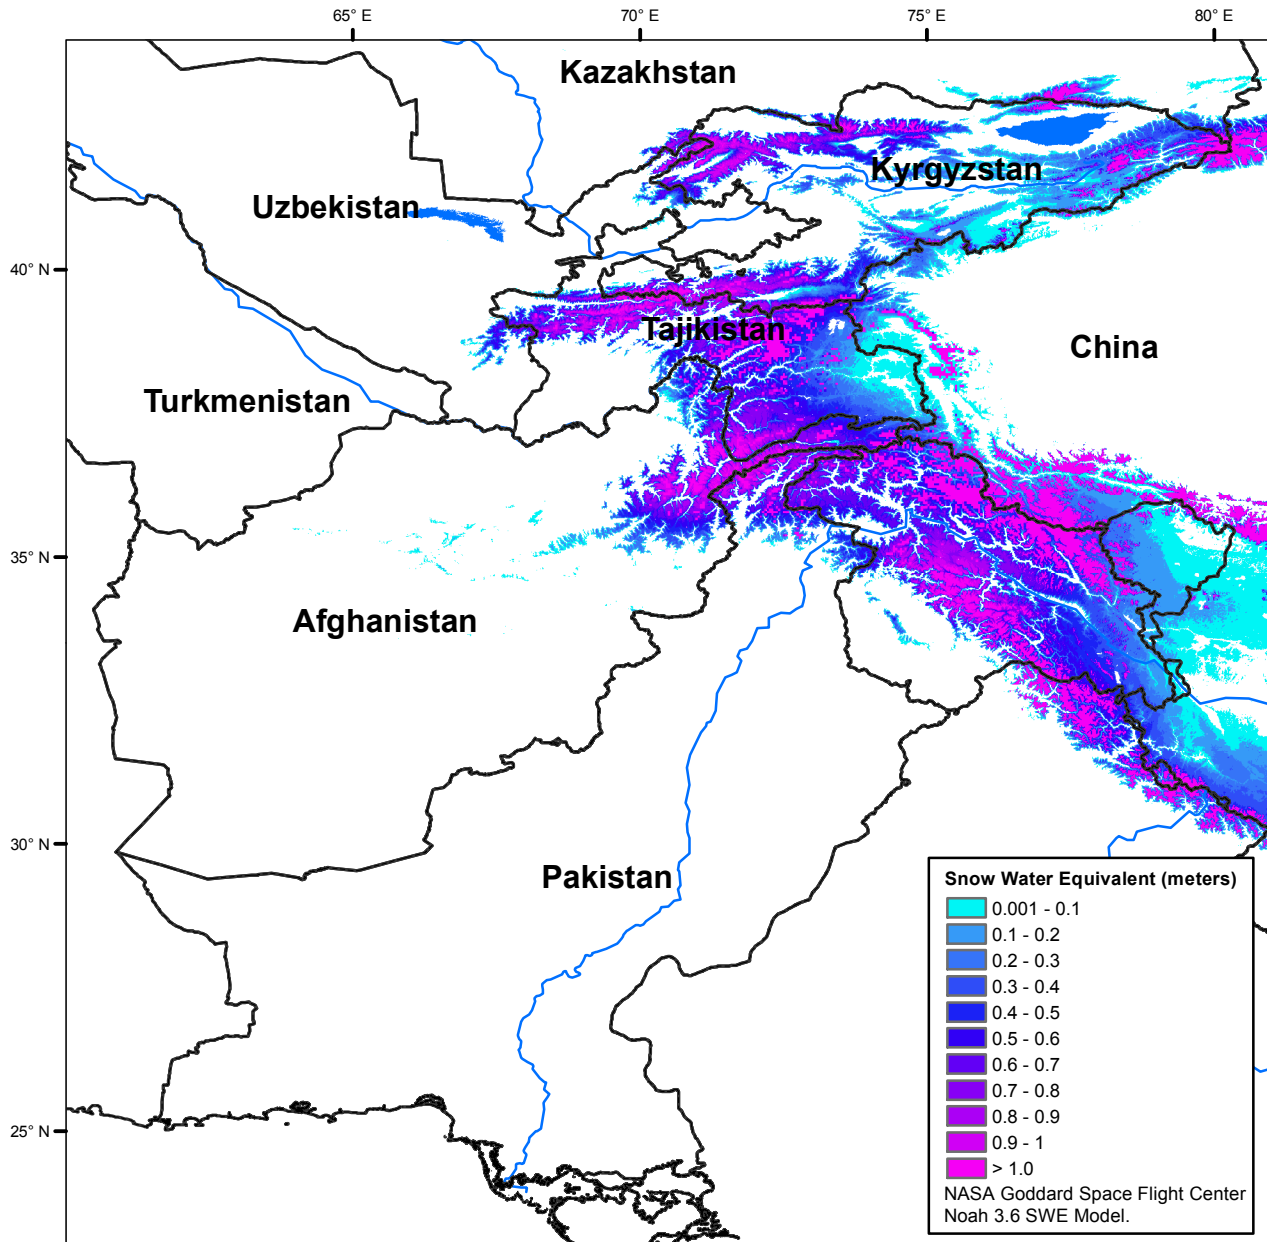 65° E
70° E
75° E
80° E
Kazakhstan
Kyrgyzstan
Uzbekistan
40° N
Tajikistan
China
Turkmenistan
35° N
Afghanistan
30° N
Pakistan
25° N
Snow Water Equivalent (meters)
0.001 - 0.1
0.1 - 0.2
0.2 - 0.3
0.3 - 0.4
0.4 - 0.5
0.5 - 0.6
0.6 - 0.7
0.7 - 0.8
0.8 - 0.9
0.9 - 1
> 1.0
NASA Goddard Space Flight Center
Noah 3.6 SWE Model.